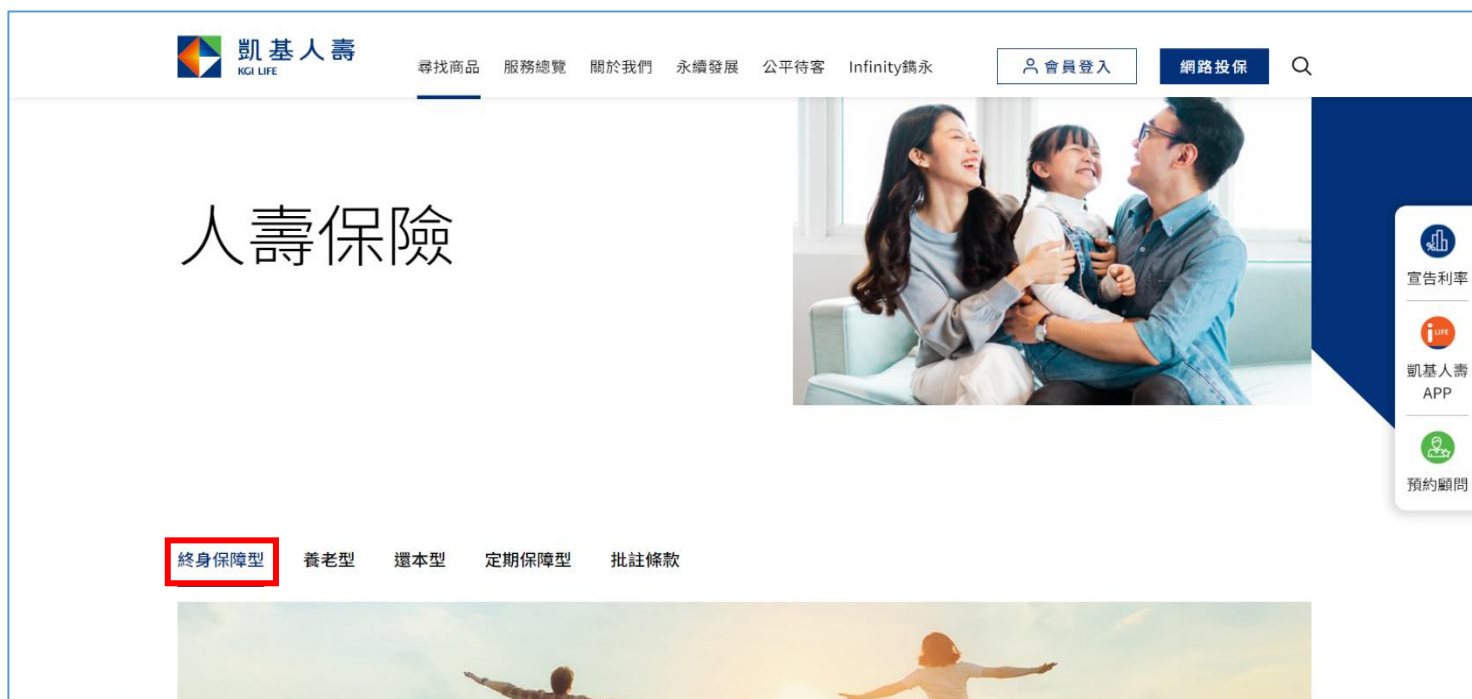 凱基人壽
KGI LIFE
尋找商品 服務總覽 關於我們 永續發展 公平待客 Infinity鐫永 會員登入 網路投保
人壽保險
宣告利率
i LIFE
凱基人壽
APP
預約顧問
終身保障型 養老型 還本型 定期保障型 批註條款